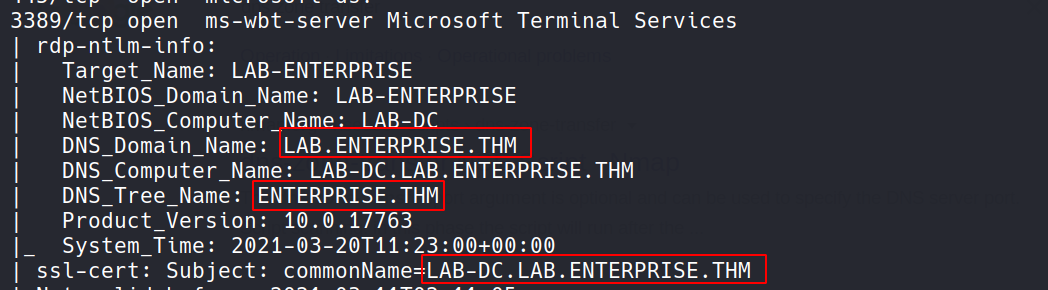 3389/tcp open  ms-wbt-server Microsoft Terminal Services
| rdp-ntlm-info:
|   Target_Name: LAB-ENTERPRISE
|   NetBIOS_Domain_Name: LAB-ENTERPRISE
|   NetBIOS_Computer_Name: LAB-DC
|   DNS_Domain_Name: LAB.ENTERPRISE.THM
|   DNS_Computer_Name: LAB-DC.LAB.ENTERPRISE.THM
|   DNS_Tree_Name: ENTERPRISE.THM
|   Product_Version: 10.0.17763
|_  System_Time: 2021-03-20T11:23:00+00:00
| ssl-cert: Subject: commonName=LAB-DC.LAB.ENTERPRISE.THM